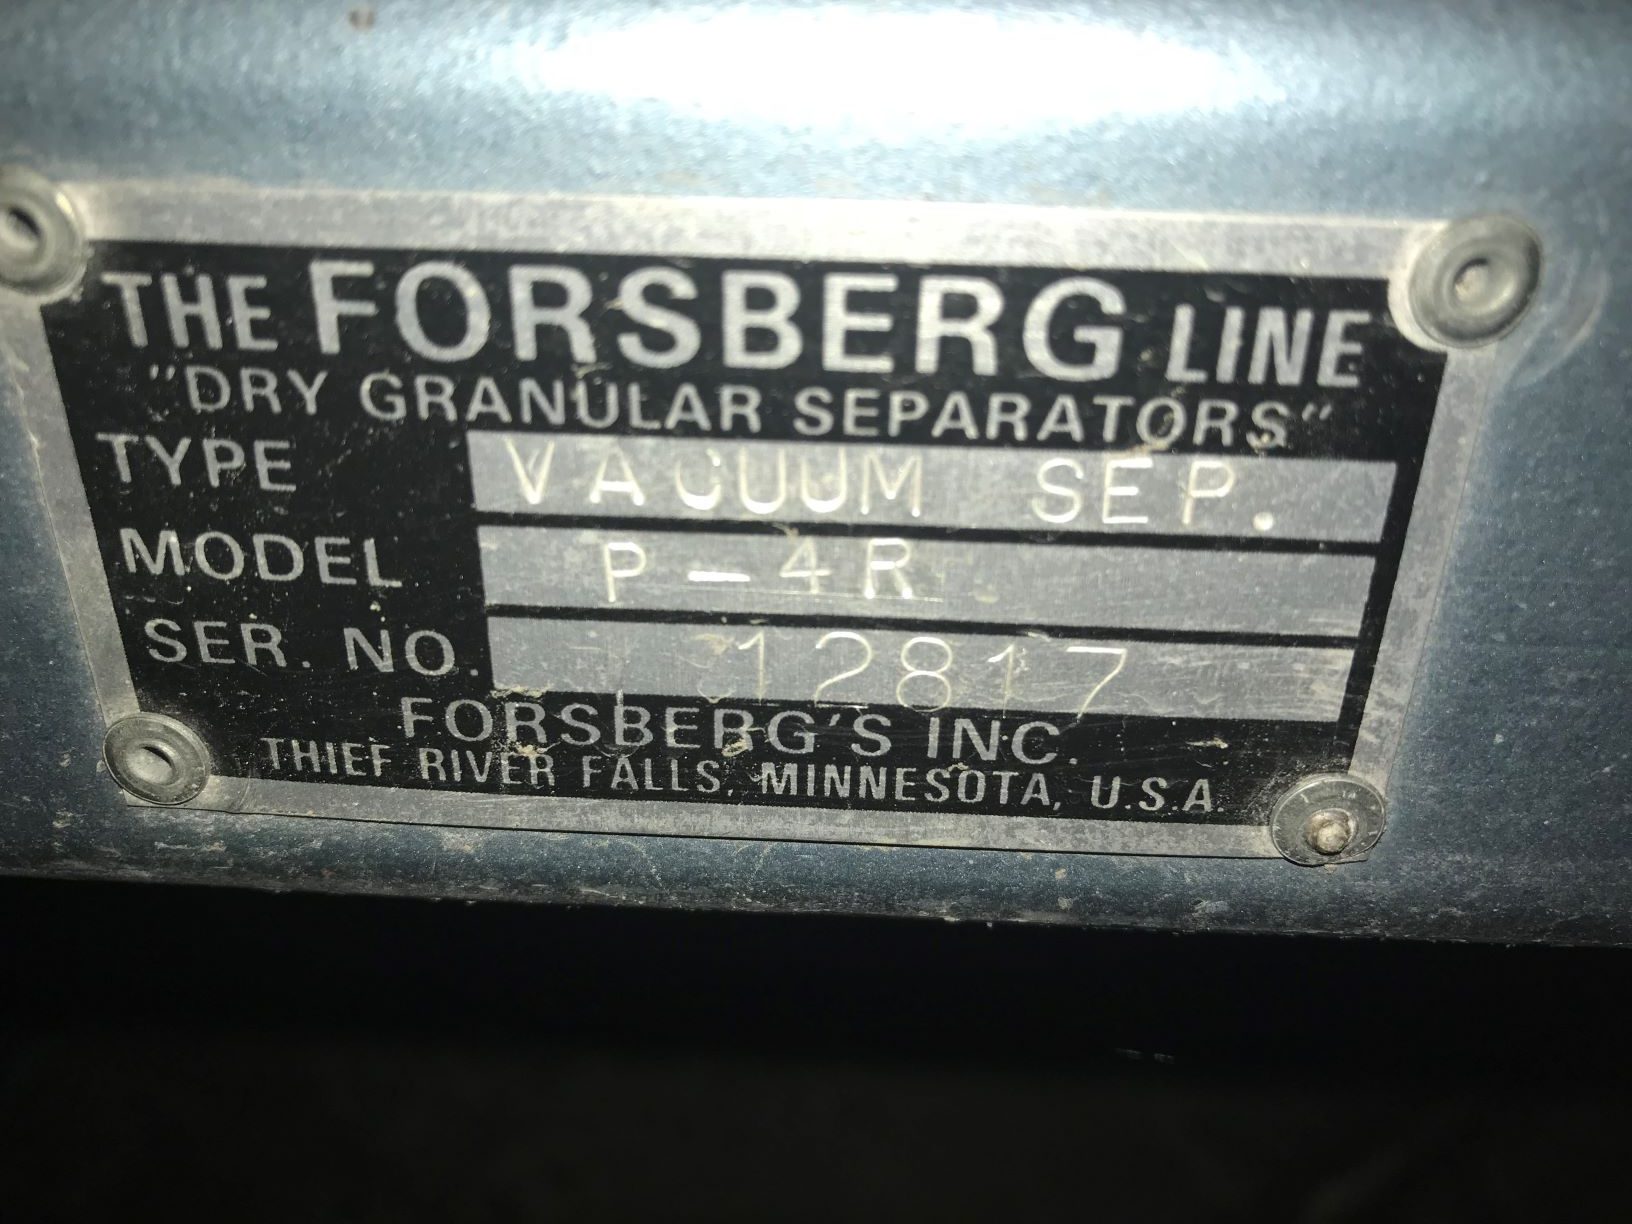 THE FORSBERG LINE
"DRY GRANULAR SEPARATORS"
TYPE VACUUM SEP.
MODEL P-4R
SER. NO. 12817
FORSBERG'S INC.
THIEF RIVER FALLS, MINNESOTA, U.S.A.